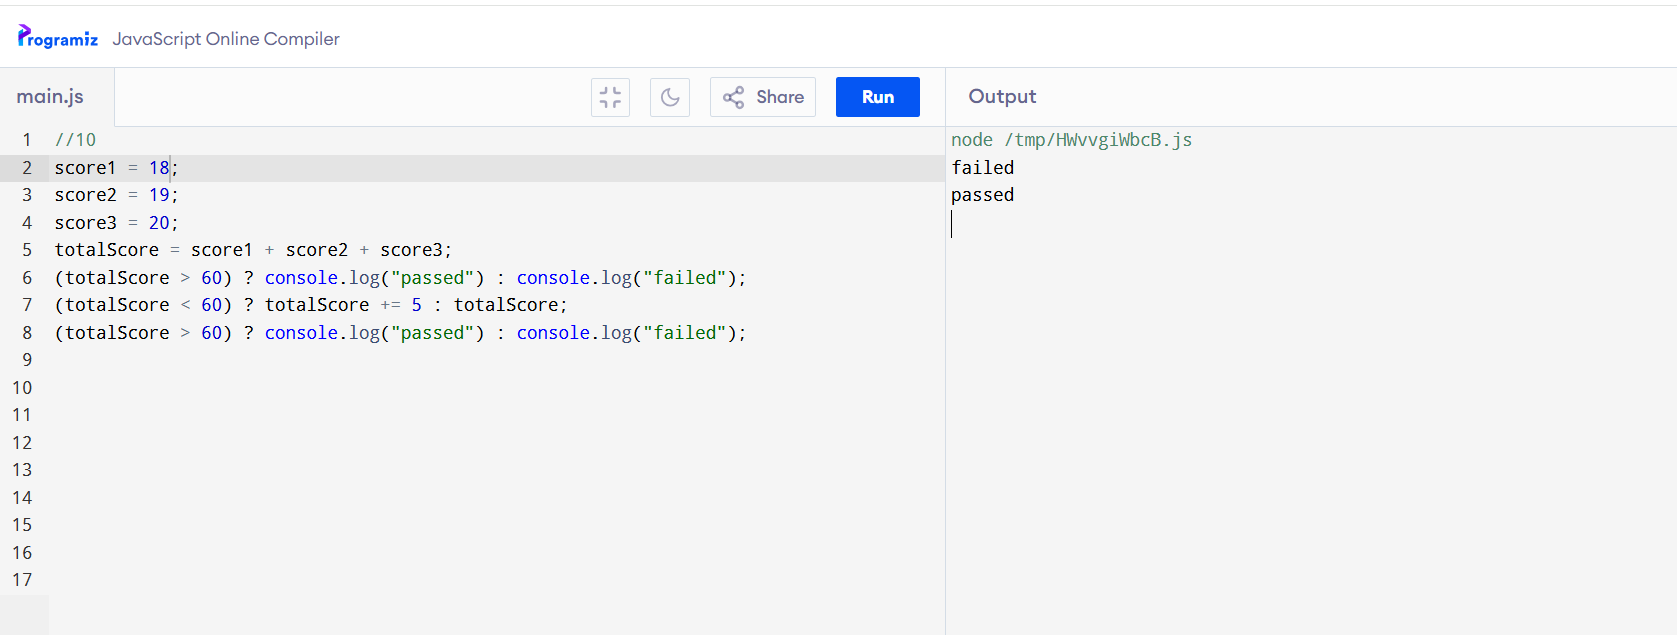 Programiz JavaScript Online Compiler
main.js Share Run Output
1 //10
2 score1 = 18;
3 score2 = 19;
4 score3 = 20;
5 totalScore = score1 + score2 + score3;
6 (totalScore > 60) ? console.log("passed") : console.log("failed");
7 (totalScore < 60) ? totalScore += 5 : totalScore;
8 (totalScore > 60) ? console.log("passed") : console.log("failed");
9
10
11
12
13
14
15
16
17
node /tmp/HWvvgiWbcB.js
failed
passed